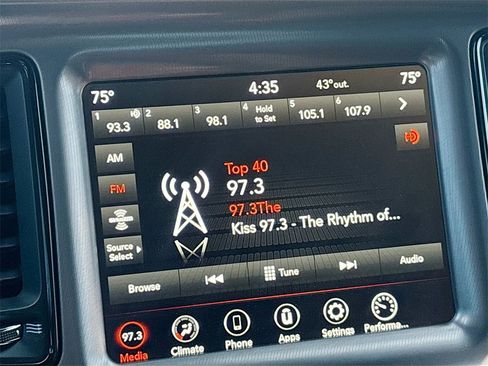 75° 4:35 43°out. 75°
1 93.3 2 88.1 3 98.1 4 Hold to Set 5 105.1 6 107.9
AM
FM
Source Select
Top 40
97.3
97.3The
Kiss 97.3 - The Rhythm of...
Browse Tune Audio
97.3
Media Climate Phone Apps Settings Performa...